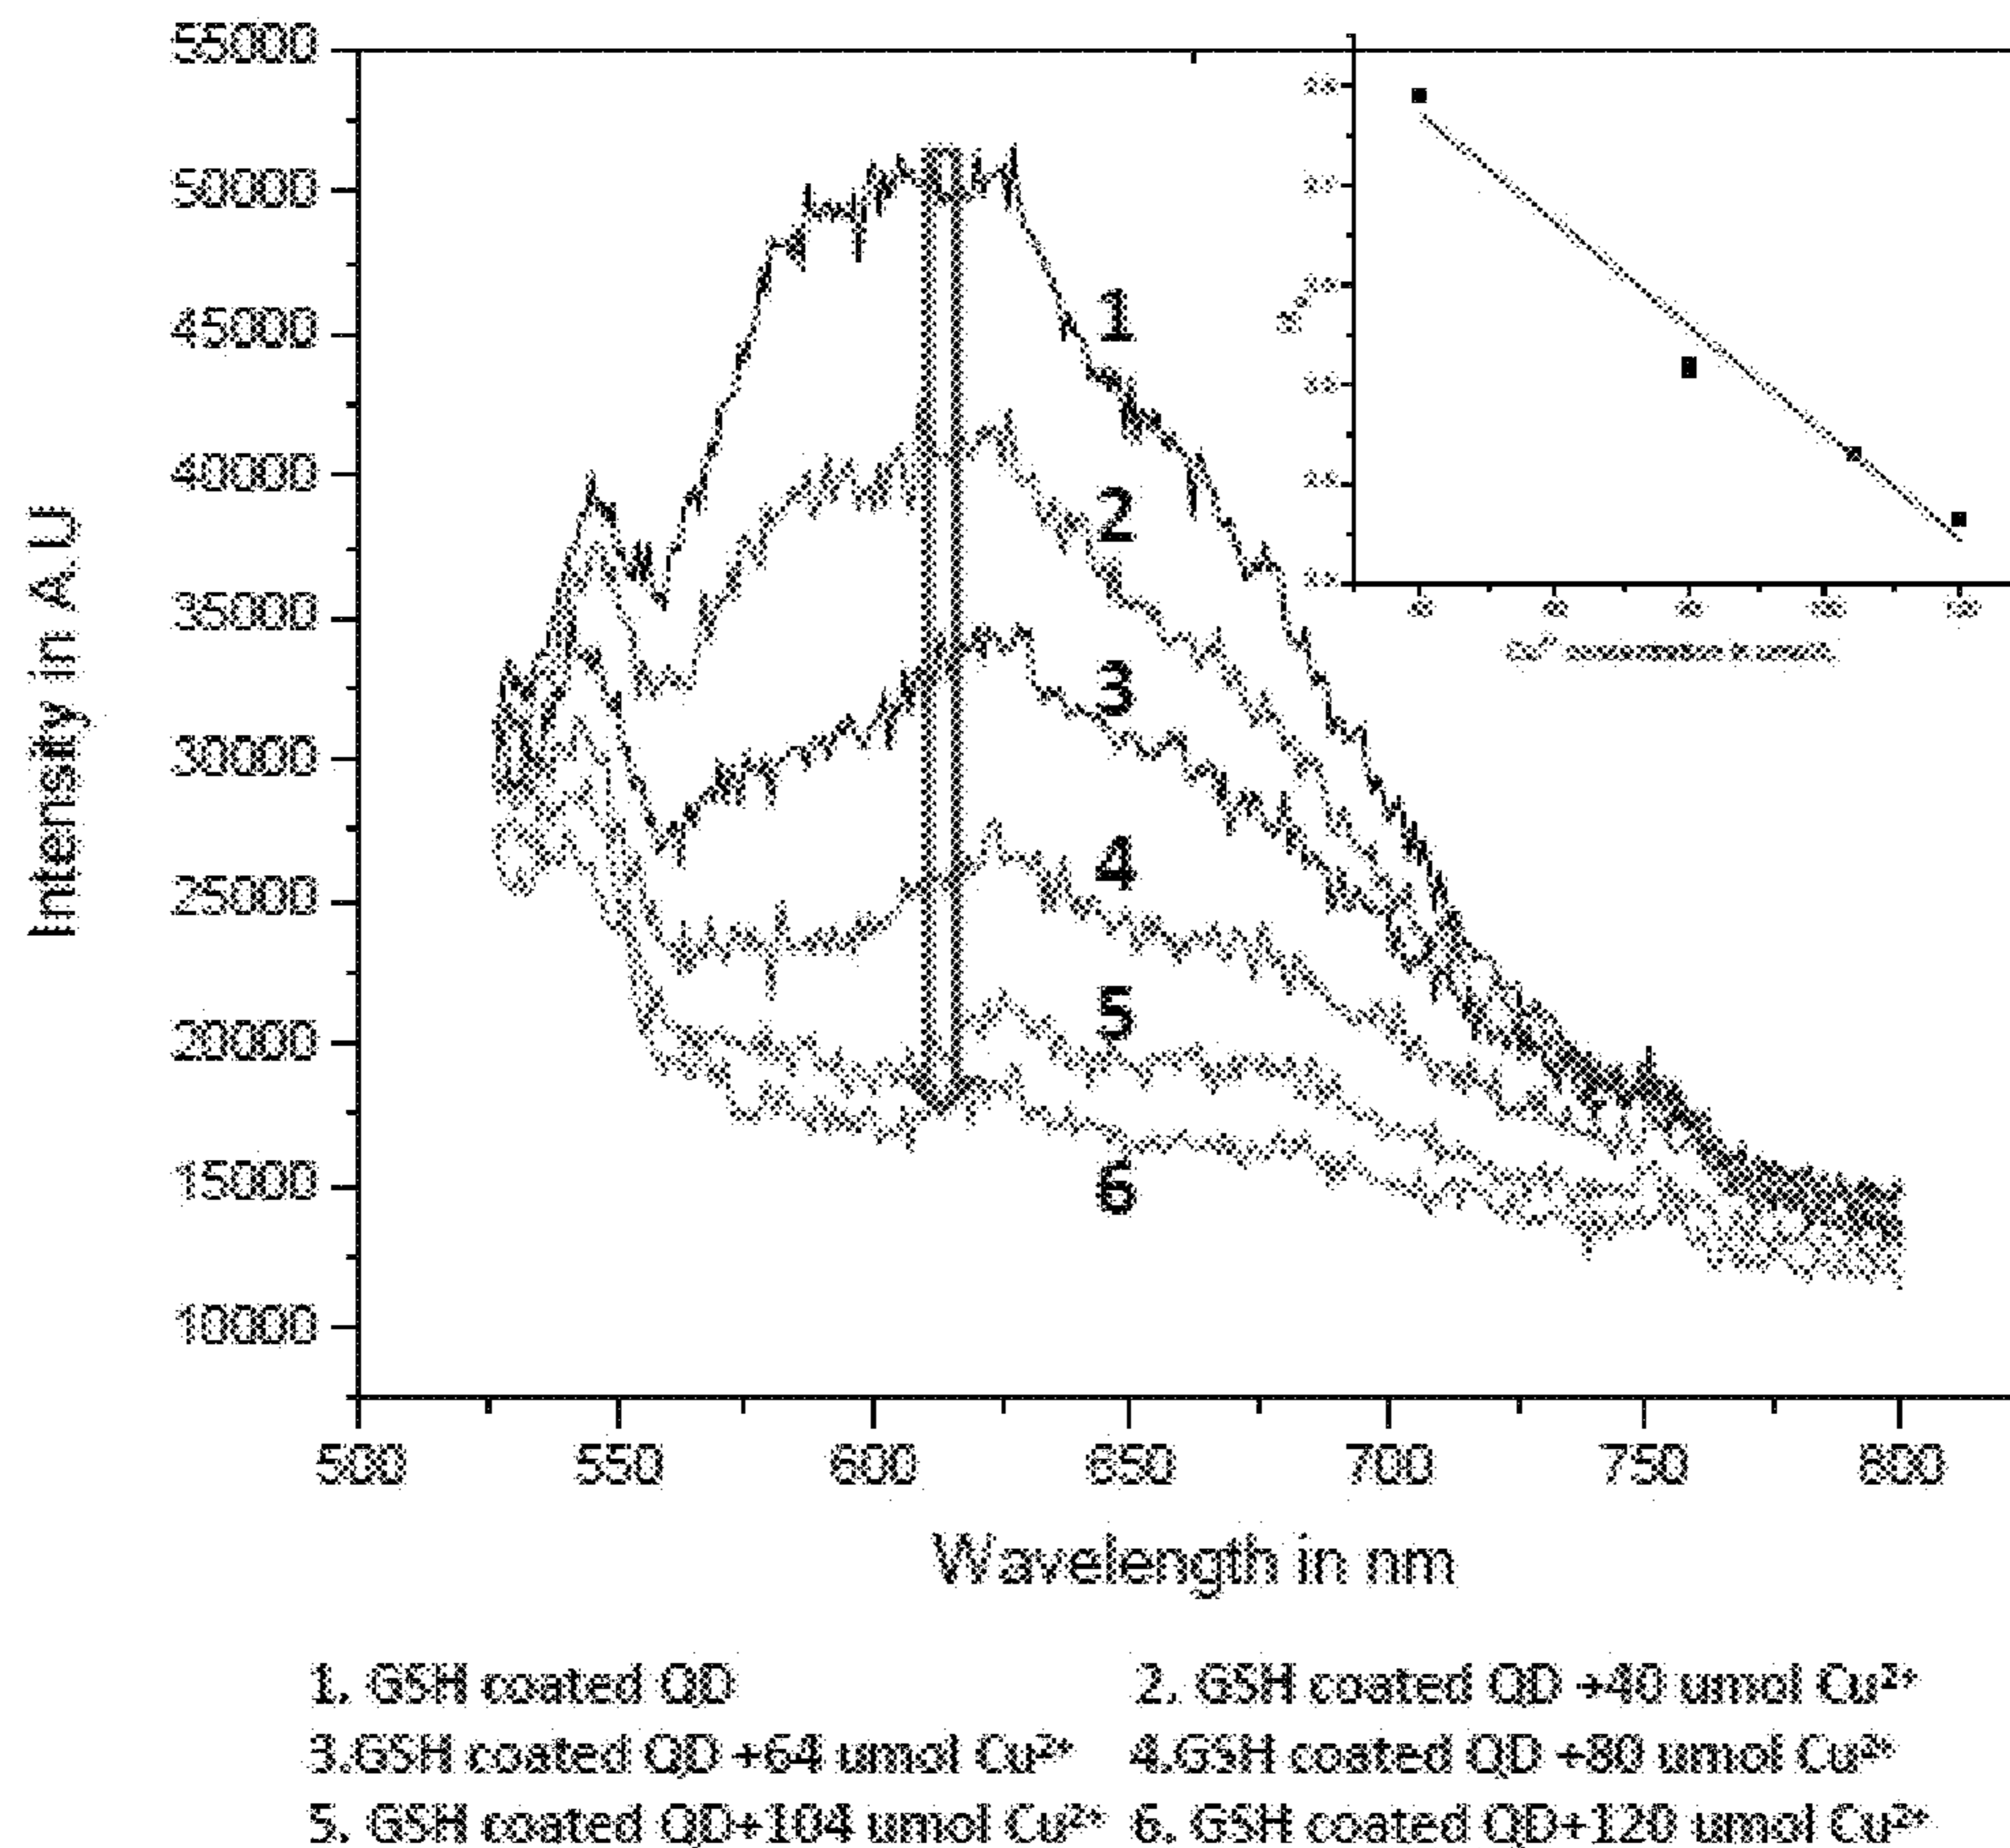 55000
50000
45000
40000
35000
30000
25000
20000
15000
10000
Intensity in A.U
1
2
3
4
5
6
500 550 600 650 700 750 800
Wavelength in nm
1. GSH coated QD 2. GSH coated QD +40 umol Cu²⁺
3.GSH coated QD +64 umol Cu²⁺ 4.GSH coated QD +80 umol Cu²⁺
5. GSH coated QD+104 umol Cu²⁺ 6. GSH coated QD+120 umol Cu²⁺